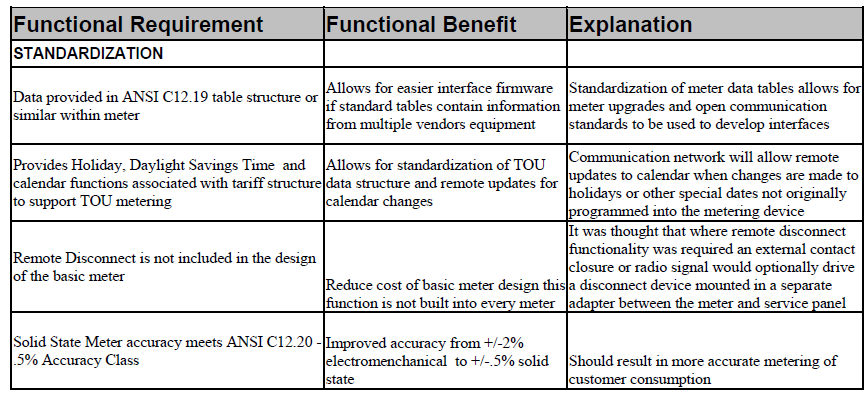 Functional Requirement
Functional Benefit
Explanation
STANDARDIZATION
Data provided in ANSI C12.19 table structure or
similar within meter
Allows for easier interface firmware
if standard tables contain information
from multiple vendors equipment
Standardization of meter data tables allows for
meter upgrades and open communication
standards to be used to develop interfaces
Provides Holiday, Daylight Savings Time and
calendar functions associated with tariff structure
to support TOU metering
Allows for standardization of TOU
data structure and remote updates for
calendar changes
Communication network will allow remote
updates to calendar when changes are made to
holidays or other special dates not originally
programmed into the metering device
Remote Disconnect is not included in the design
of the basic meter
Reduce cost of basic meter design this
function is not built into every meter
It was thought that where remote disconnect
functionality was required an external contact
closure or radio signal would optionally drive
a disconnect device mounted in a separate
adapter between the meter and service panel
Solid State Meter accuracy meets ANSI C12.20 -
.5% Accuracy Class
Improved accuracy from +/-2%
electromenchanical to +/-.5% solid
state
Should result in more accurate metering of
customer consumption